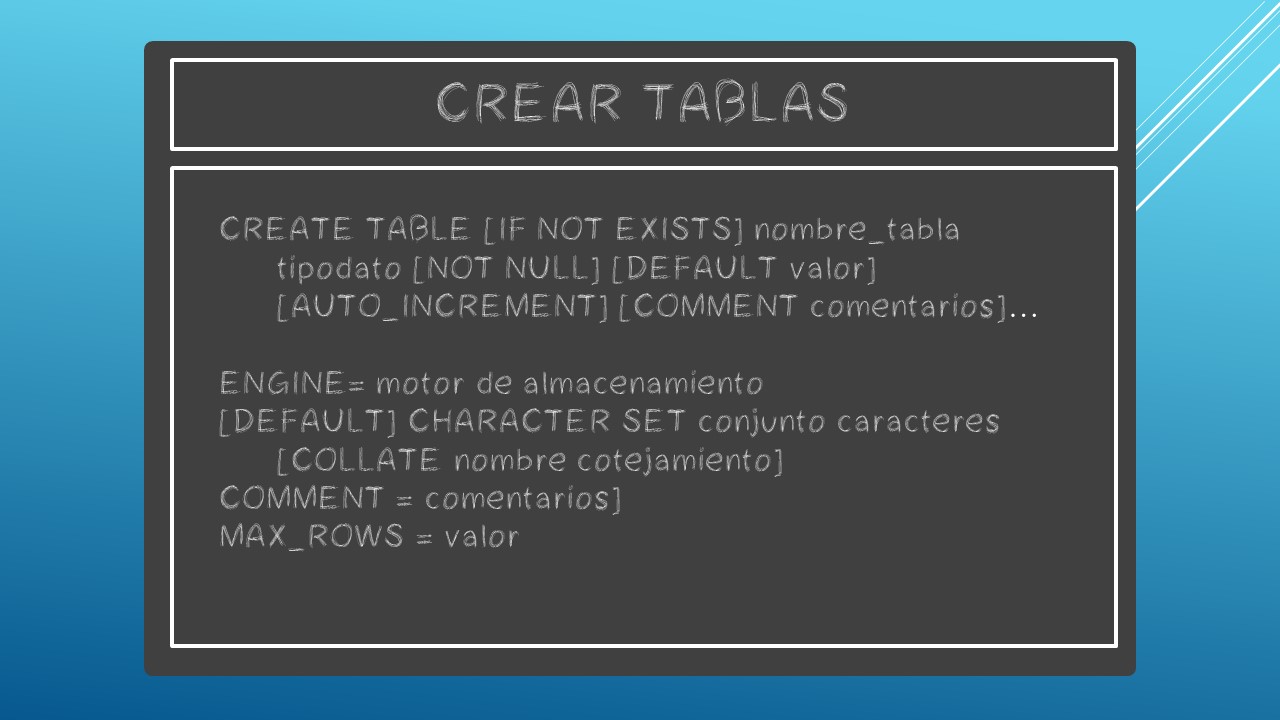 CREAR TABLAS
CREATE TABLE [IF NOT EXISTS] nombre_tabla
tipodato [NOT NULL] [DEFAULT valor]
[AUTO_INCREMENT] [COMMENT comentarios]...
ENGINE= motor de almacenamiento
[DEFAULT] CHARACTER SET conjunto caracteres
[COLLATE nombre cotejamiento]
COMMENT = comentarios]
MAX_ROWS = valor